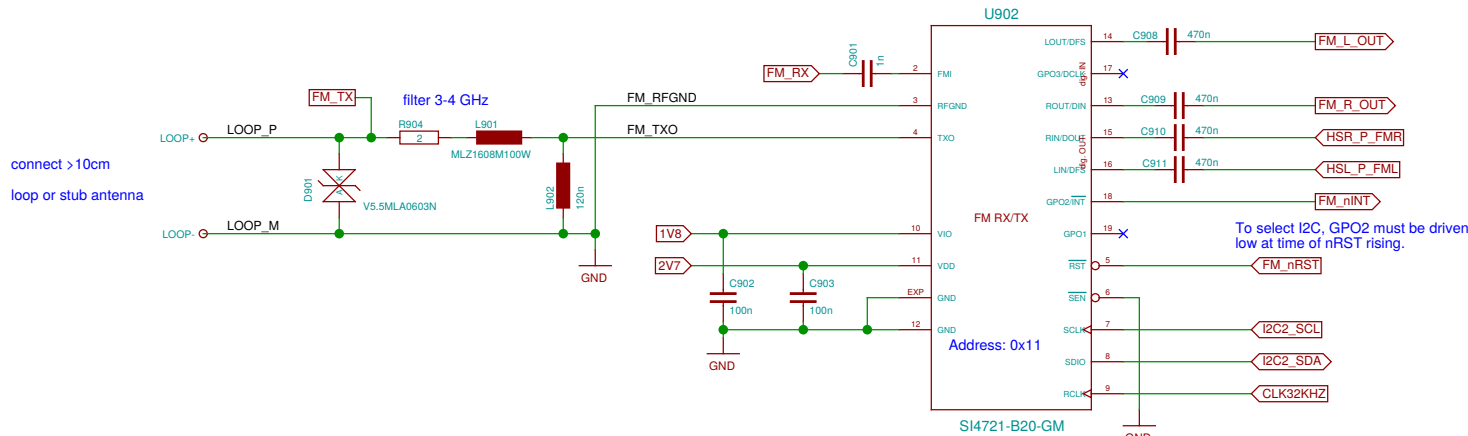 U902
LOUT/DFS
14
C908
470n
FM_L_OUT
C901
1n
FM_RX
2
FMI
GPO3/DCLK
17
dig. IN
FM_TX
filter 3-4 GHz
FM_RFGND
3
RFGND
ROUT/DIN
13
C909
470n
FM_R_OUT
LOOP+
LOOP_P
R904
2
L901
MLZ1608M100W
FM_TXO
4
TXO
RIN/DOUT
15
C910
470n
HSR_P_FMR
dig. OUT
connect >10cm
loop or stub antenna
D901
A
K
V5.5MLA0603N
L902
120n
LIN/DFS
16
C911
470n
HSL_P_FML
GPO2/INT
18
FM_nINT
FM RX/TX
LOOP-
LOOP_M
GND
1V8
10
VIO
GPO1
19
To select I2C, GPO2 must be driven
low at time of nRST rising.
2V7
11
VDD
RST
5
FM_nRST
C902
100n
C903
100n
EXP
GND
SEN
6
12
GND
SCLK
7
I2C2_SCL
GND
Address: 0x11
SDIO
8
I2C2_SDA
RCLK
9
CLK32KHZ
SI4721-B20-GM
GND